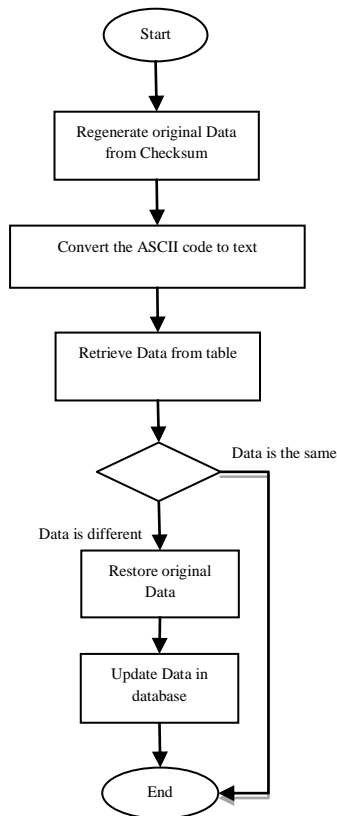 Start
Regenerate original Data
from Checksum
Convert the ASCII code to text
Retrieve Data from table
Data is the same
Data is different
Restore original
Data
Update Data in
database
End